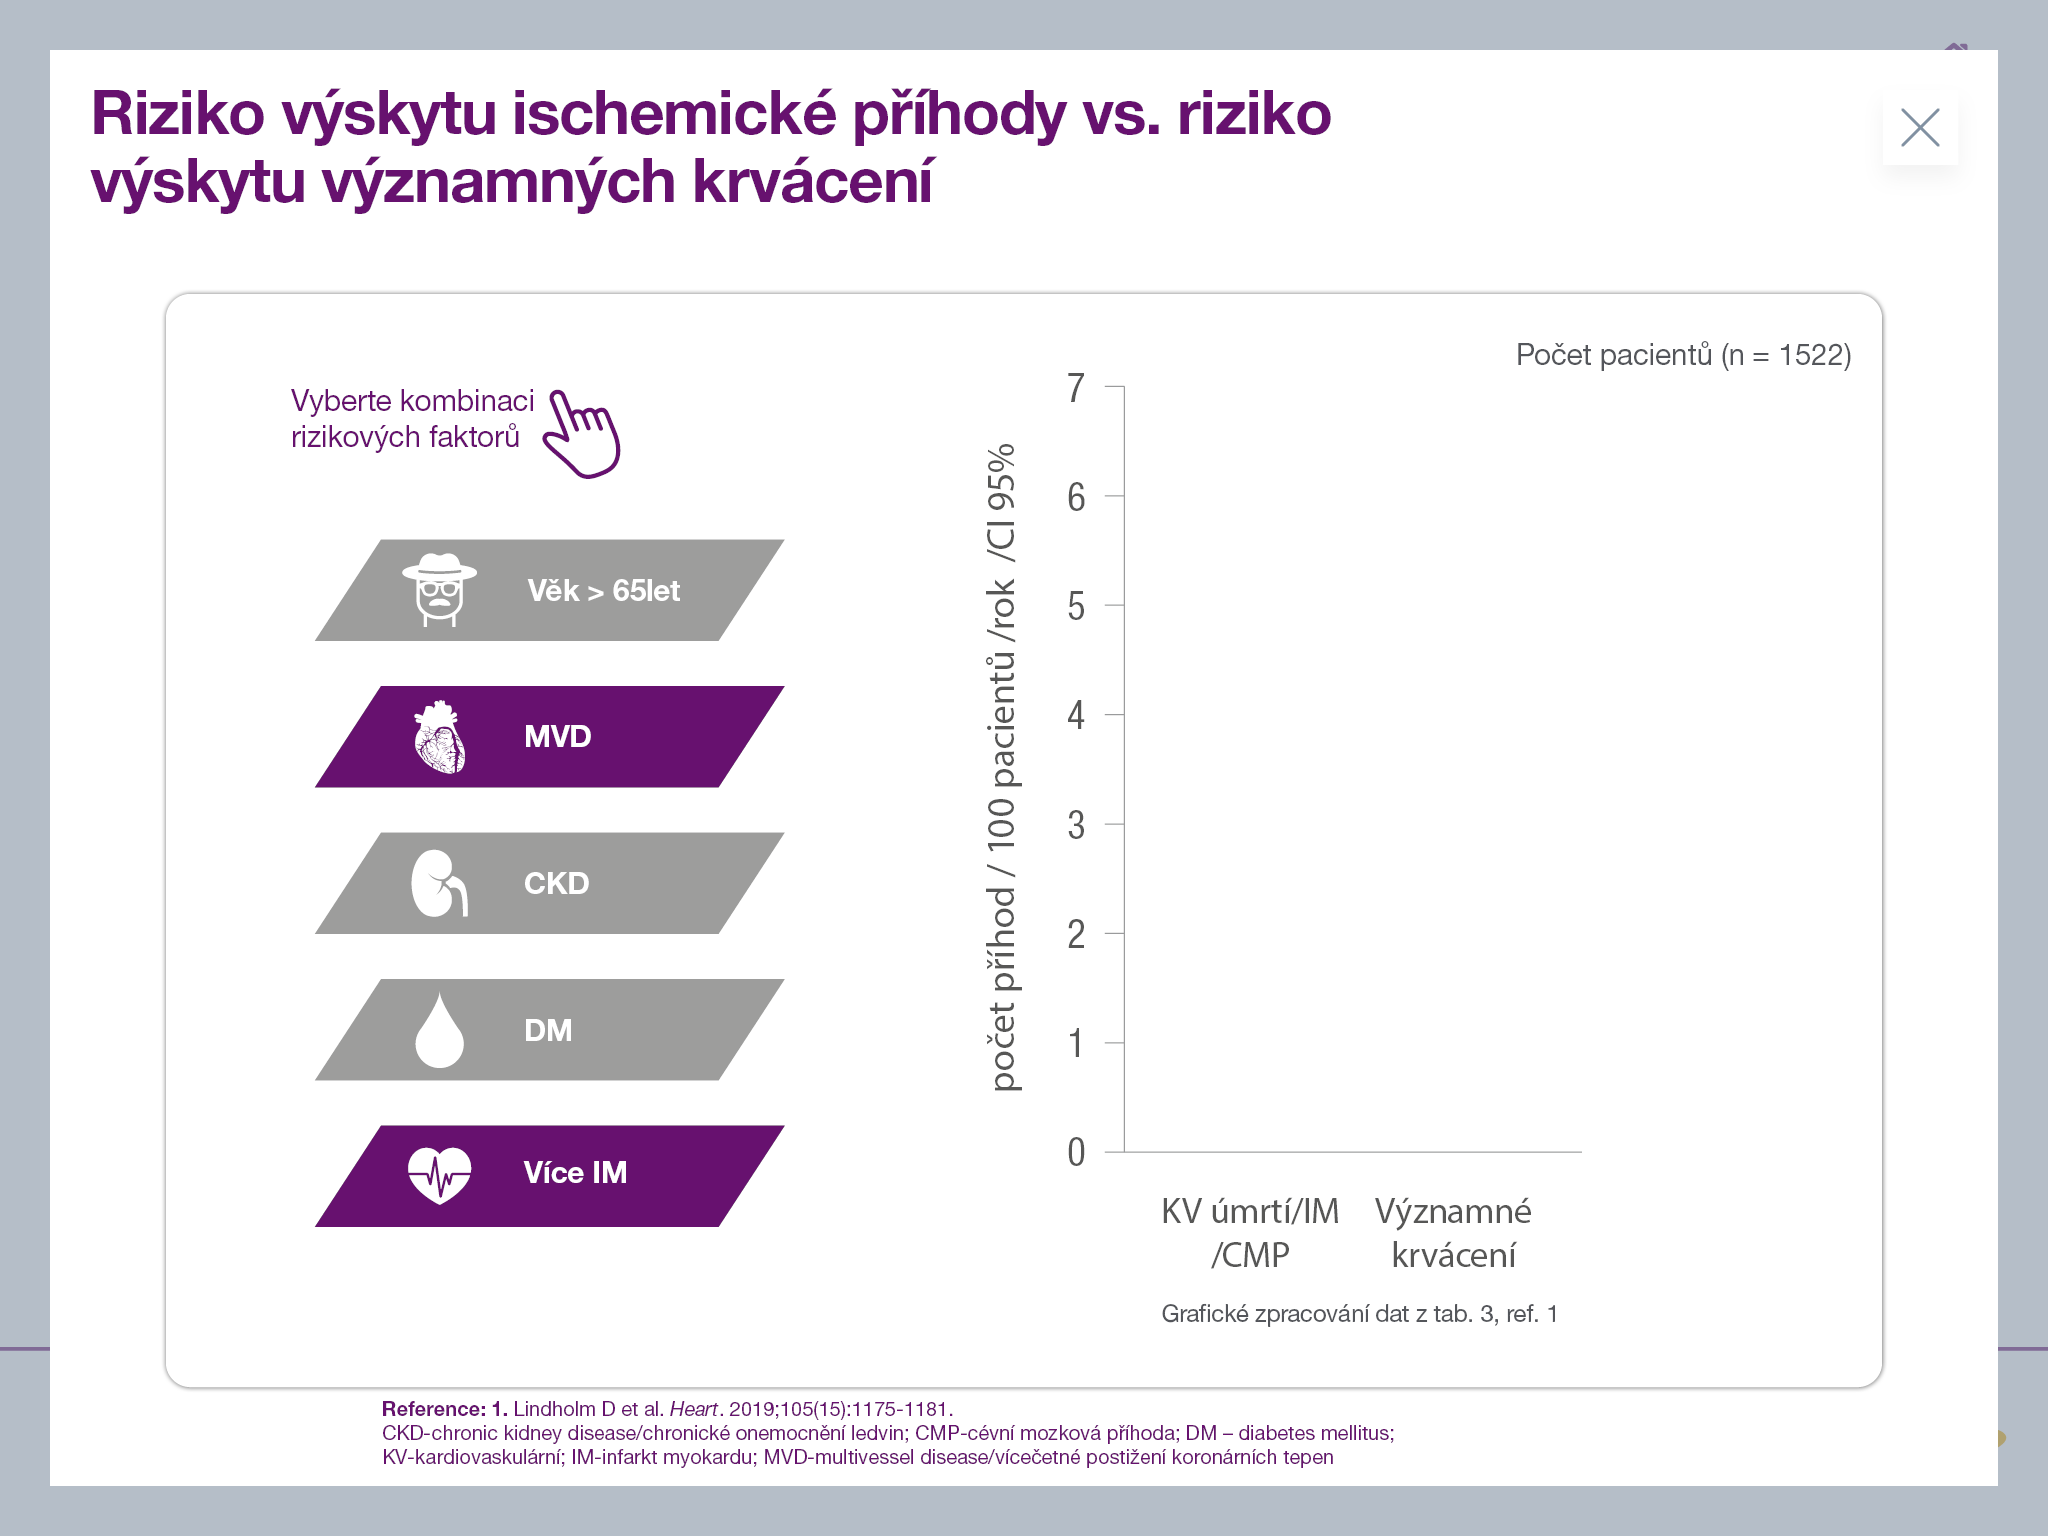 Riziko výskytu ischemické příhody vs. riziko
výskytu významných krvácení
Počet pacientů (n = 1522)
Vyberte kombinaci
rizikových faktorů
Věk > 65let
MVD
CKD
DM
Více IM
počet příhod / 100 pacientů /rok /CI 95%
7
6
5
4
3
2
1
0
KV úmrtí/IM
/CMP
Významné
krvácení
Grafické zpracování dat z tab. 3, ref. 1
Reference: 1. Lindholm D et al. Heart. 2019;105(15):1175-1181.
CKD-chronic kidney disease/chronické onemocnění ledvin; CMP-cévní mozková příhoda; DM – diabetes mellitus;
KV-kardiovaskulární; IM-infarkt myokardu; MVD-multivessel disease/vícečetné postižení koronárních tepen